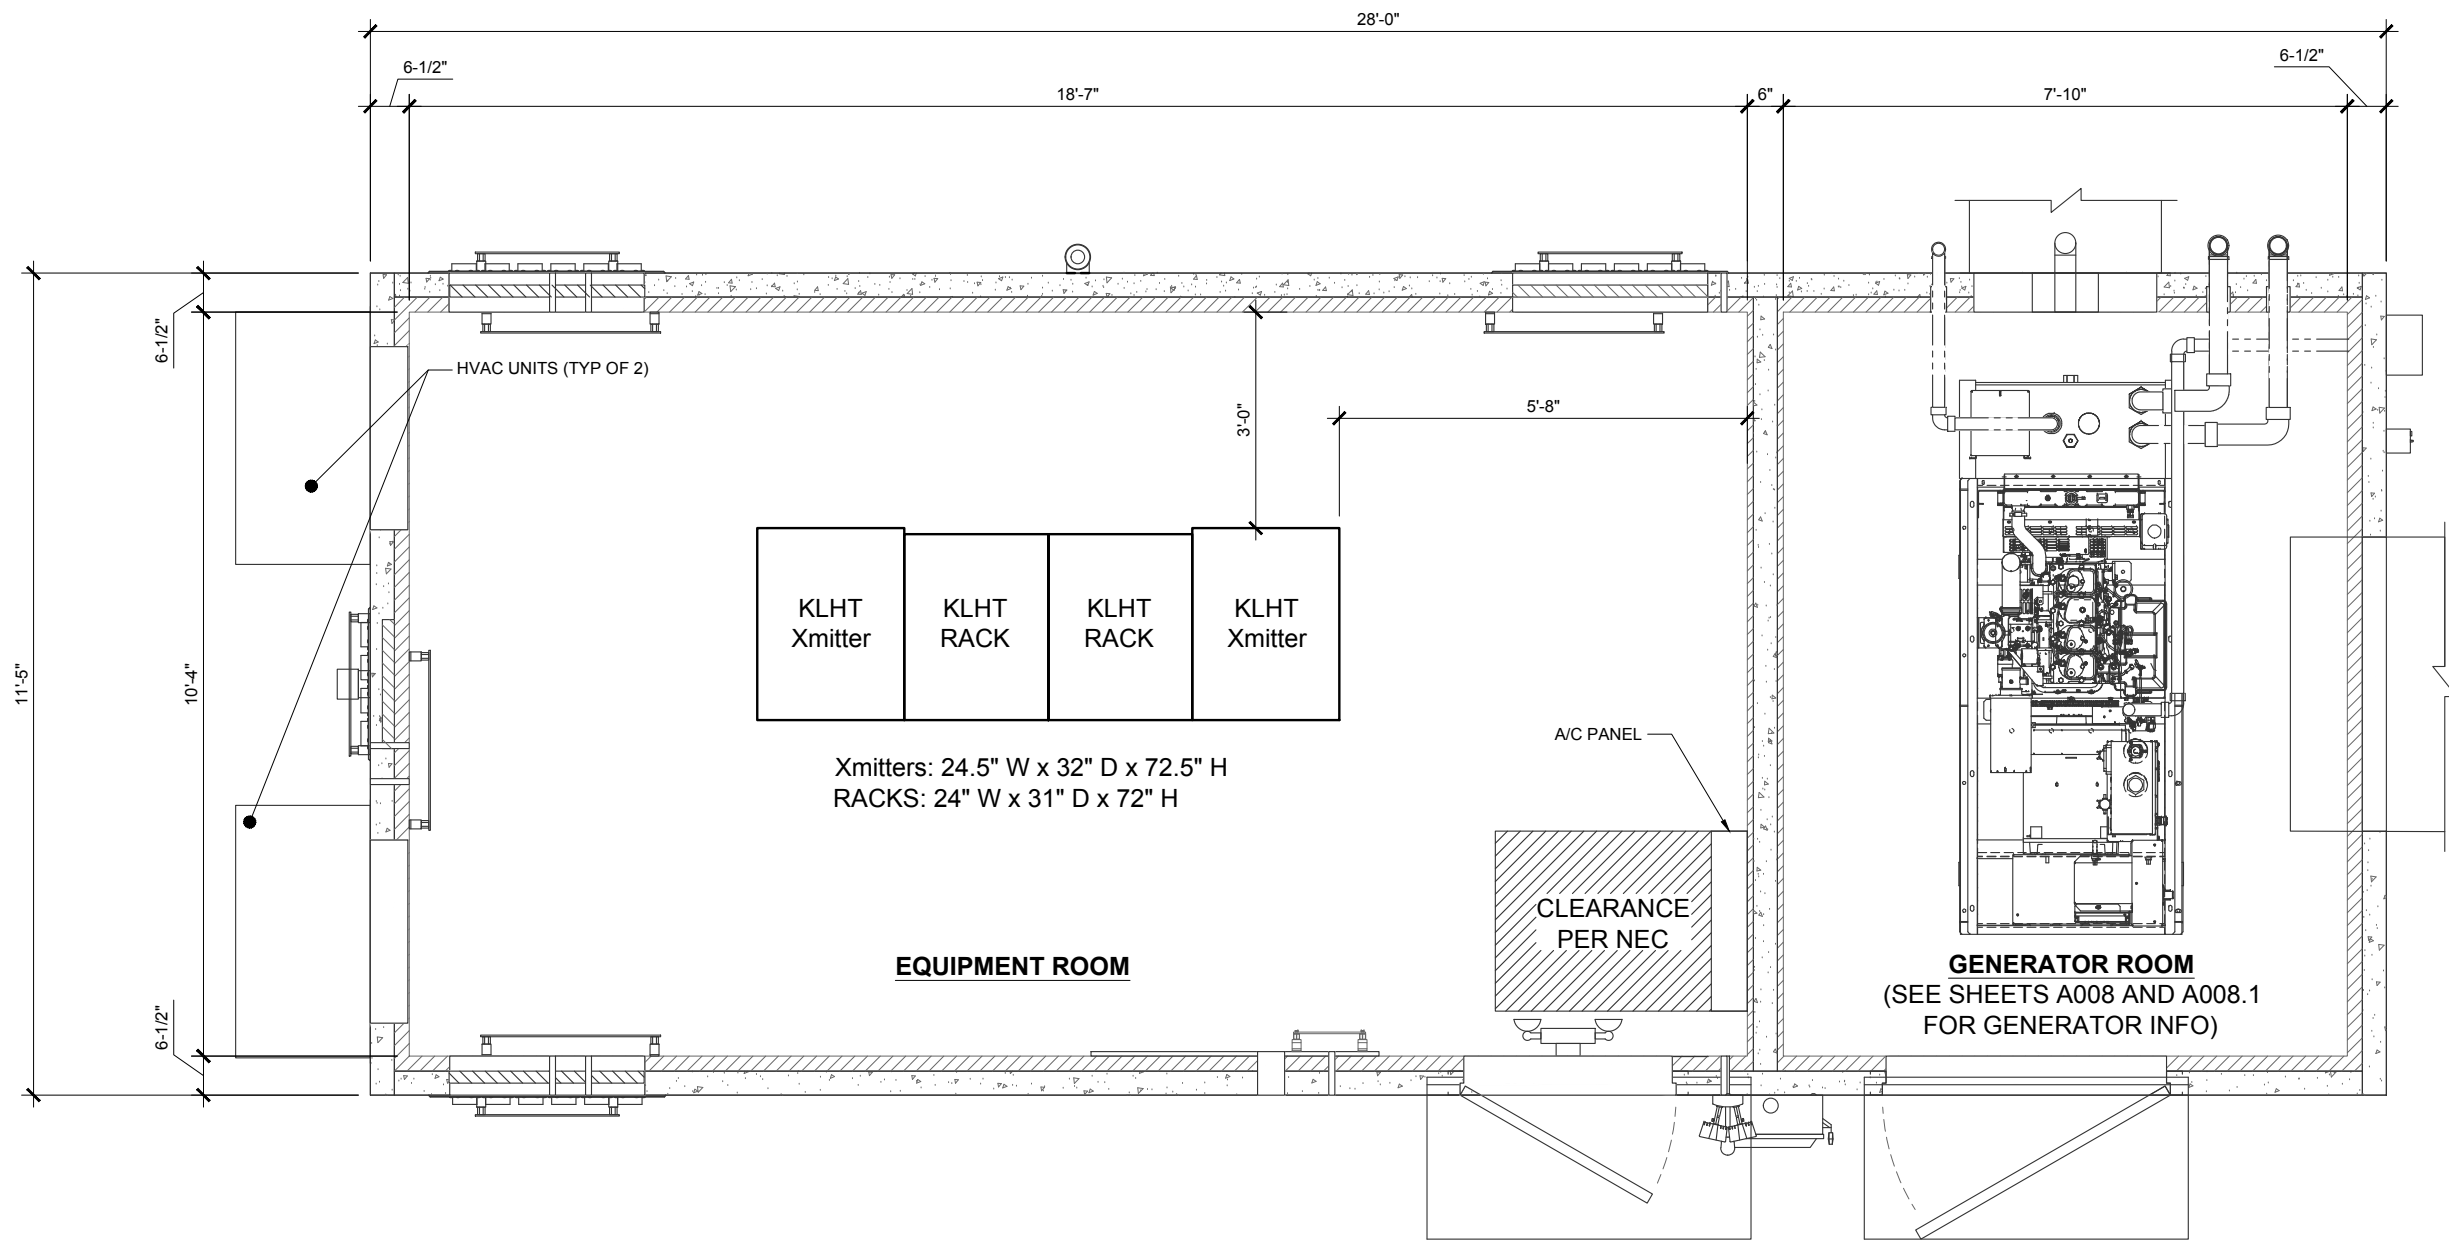 28'-0"
6-1/2"
6-1/2"
18'-7"
6"
7'-10"
6-1/2"
HVAC UNITS (TYP OF 2)
5'-8"
3'-0"
KLHT
Xmitter
KLHT
RACK
KLHT
RACK
KLHT
Xmitter
11'-5"
10'-4"
A/C PANEL
Xmitters: 24.5" W x 32" D x 72.5" H
RACKS: 24" W x 31" D x 72" H
CLEARANCE
PER NEC
EQUIPMENT ROOM
GENERATOR ROOM
(SEE SHEETS A008 AND A008.1
FOR GENERATOR INFO)
6-1/2"